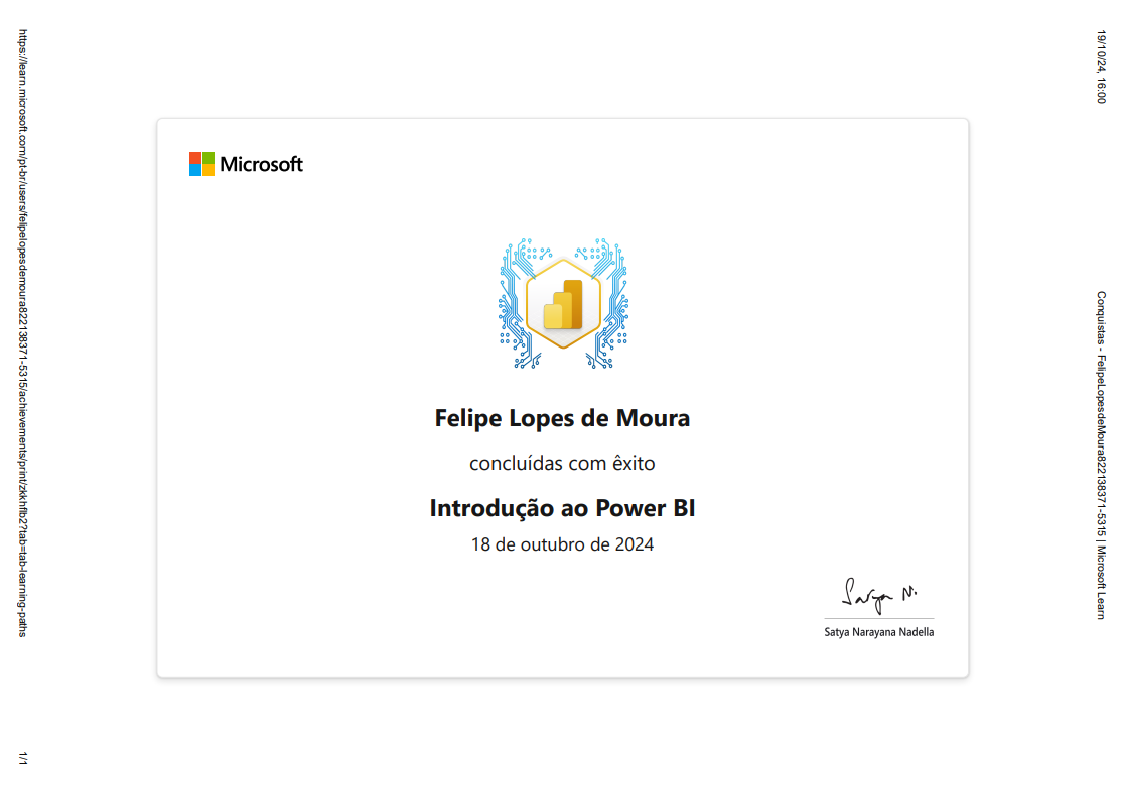 19/10/24, 16:00
Conquistas - FelipeLopesdeMoura822138371-5315 | Microsoft Learn
Microsoft
Felipe Lopes de Moura
concluídas com êxito
Introdução ao Power BI
18 de outubro de 2024
Satya N.
Satya Narayana Nadella
https://learn.microsoft.com/pt-br/users/felipelopesdemoura822138371-5315/achievements/print/zkkhflb2?tab=tab-learning-paths
1/1